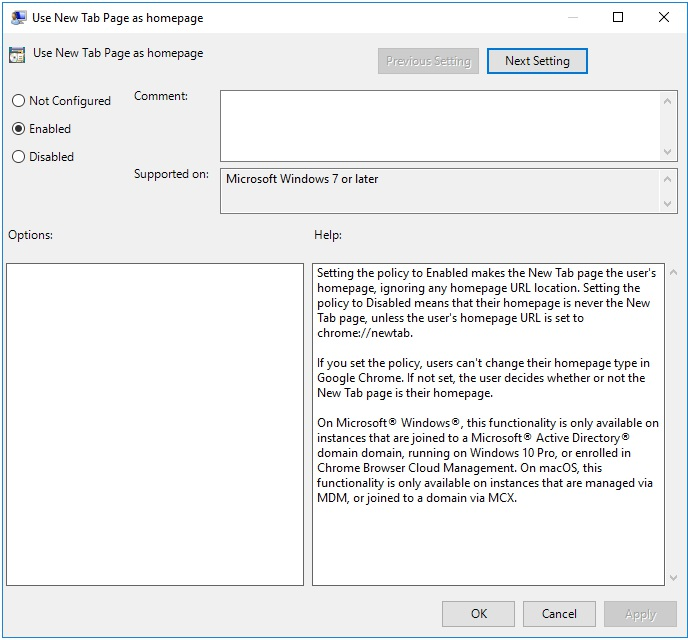 Use New Tab Page as homepage
Use New Tab Page as homepage
Previous Setting
Next Setting
Not Configured
Enabled
Disabled
Comment:
Supported on:
Microsoft Windows 7 or later
Options:
Help:
Setting the policy to Enabled makes the New Tab page the user's
homepage, ignoring any homepage URL location. Setting the
policy to Disabled means that their homepage is never the New
Tab page, unless the user's homepage URL is set to
chrome://newtab.
If you set the policy, users can't change their homepage type in
Google Chrome. If not set, the user decides whether or not the
New Tab page is their homepage.
On Microsoft® Windows®, this functionality is only available on
instances that are joined to a Microsoft® Active Directory®
domain domain, running on Windows 10 Pro, or enrolled in
Chrome Browser Cloud Management. On macOS, this
functionality is only available on instances that are managed via
MDM, or joined to a domain via MCX.
OK
Cancel
Apply